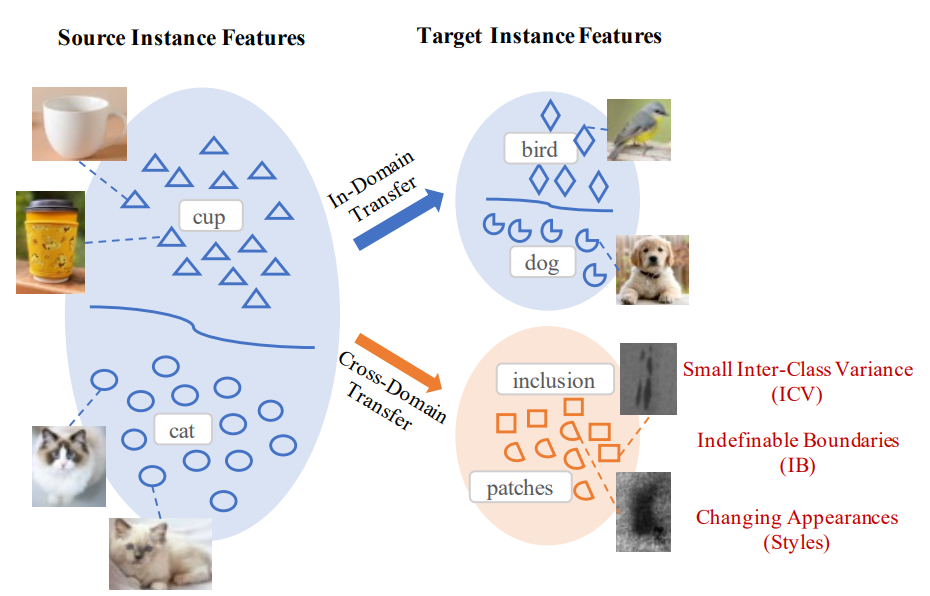 Source Instance Features
Target Instance Features
cup
cat
In-Domain
Transfer
Cross-Domain
Transfer
bird
dog
inclusion
patches
Small Inter-Class Variance
(ICV)
Indefinable Boundaries
(IB)
Changing Appearances
(Styles)